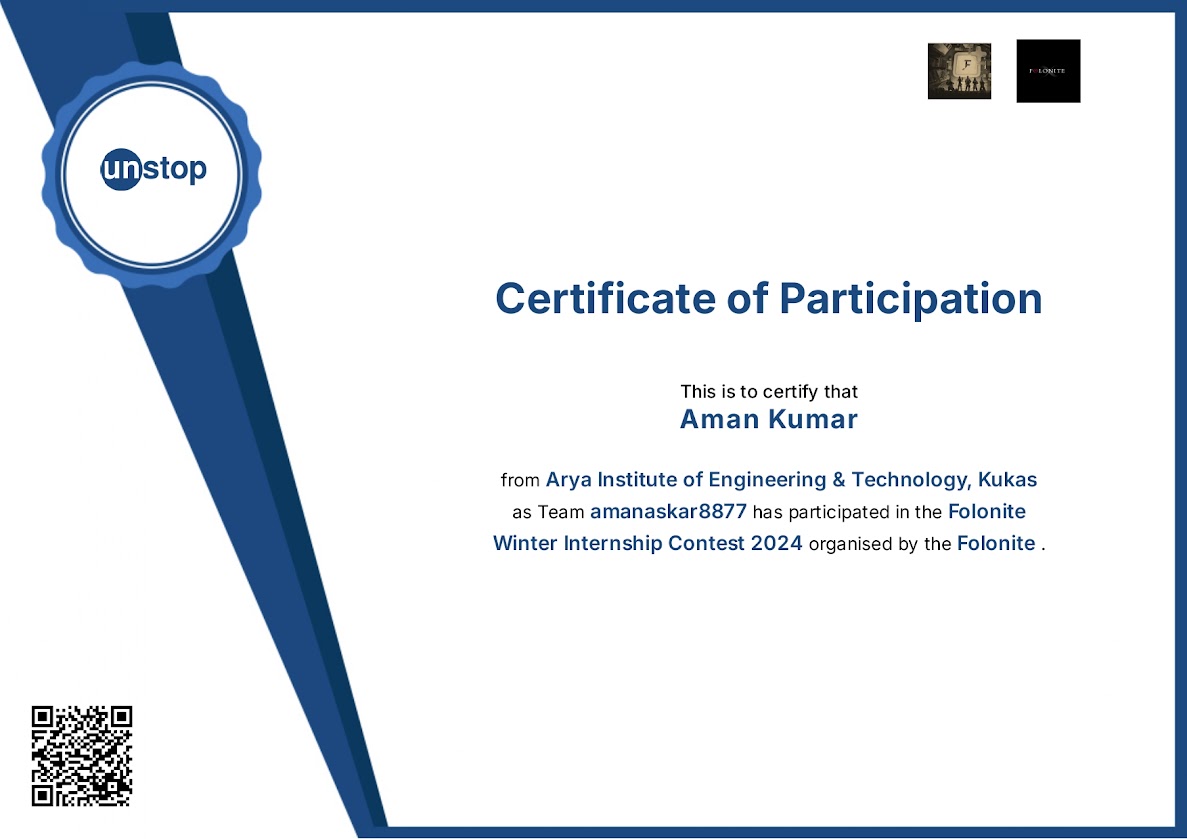 unstop
F
FOLONITE
Certificate of Participation
This is to certify that
Aman Kumar
from Arya Institute of Engineering & Technology, Kukas
as Team amanaskar8877 has participated in the Folonite
Winter Internship Contest 2024 organised by the Folonite .